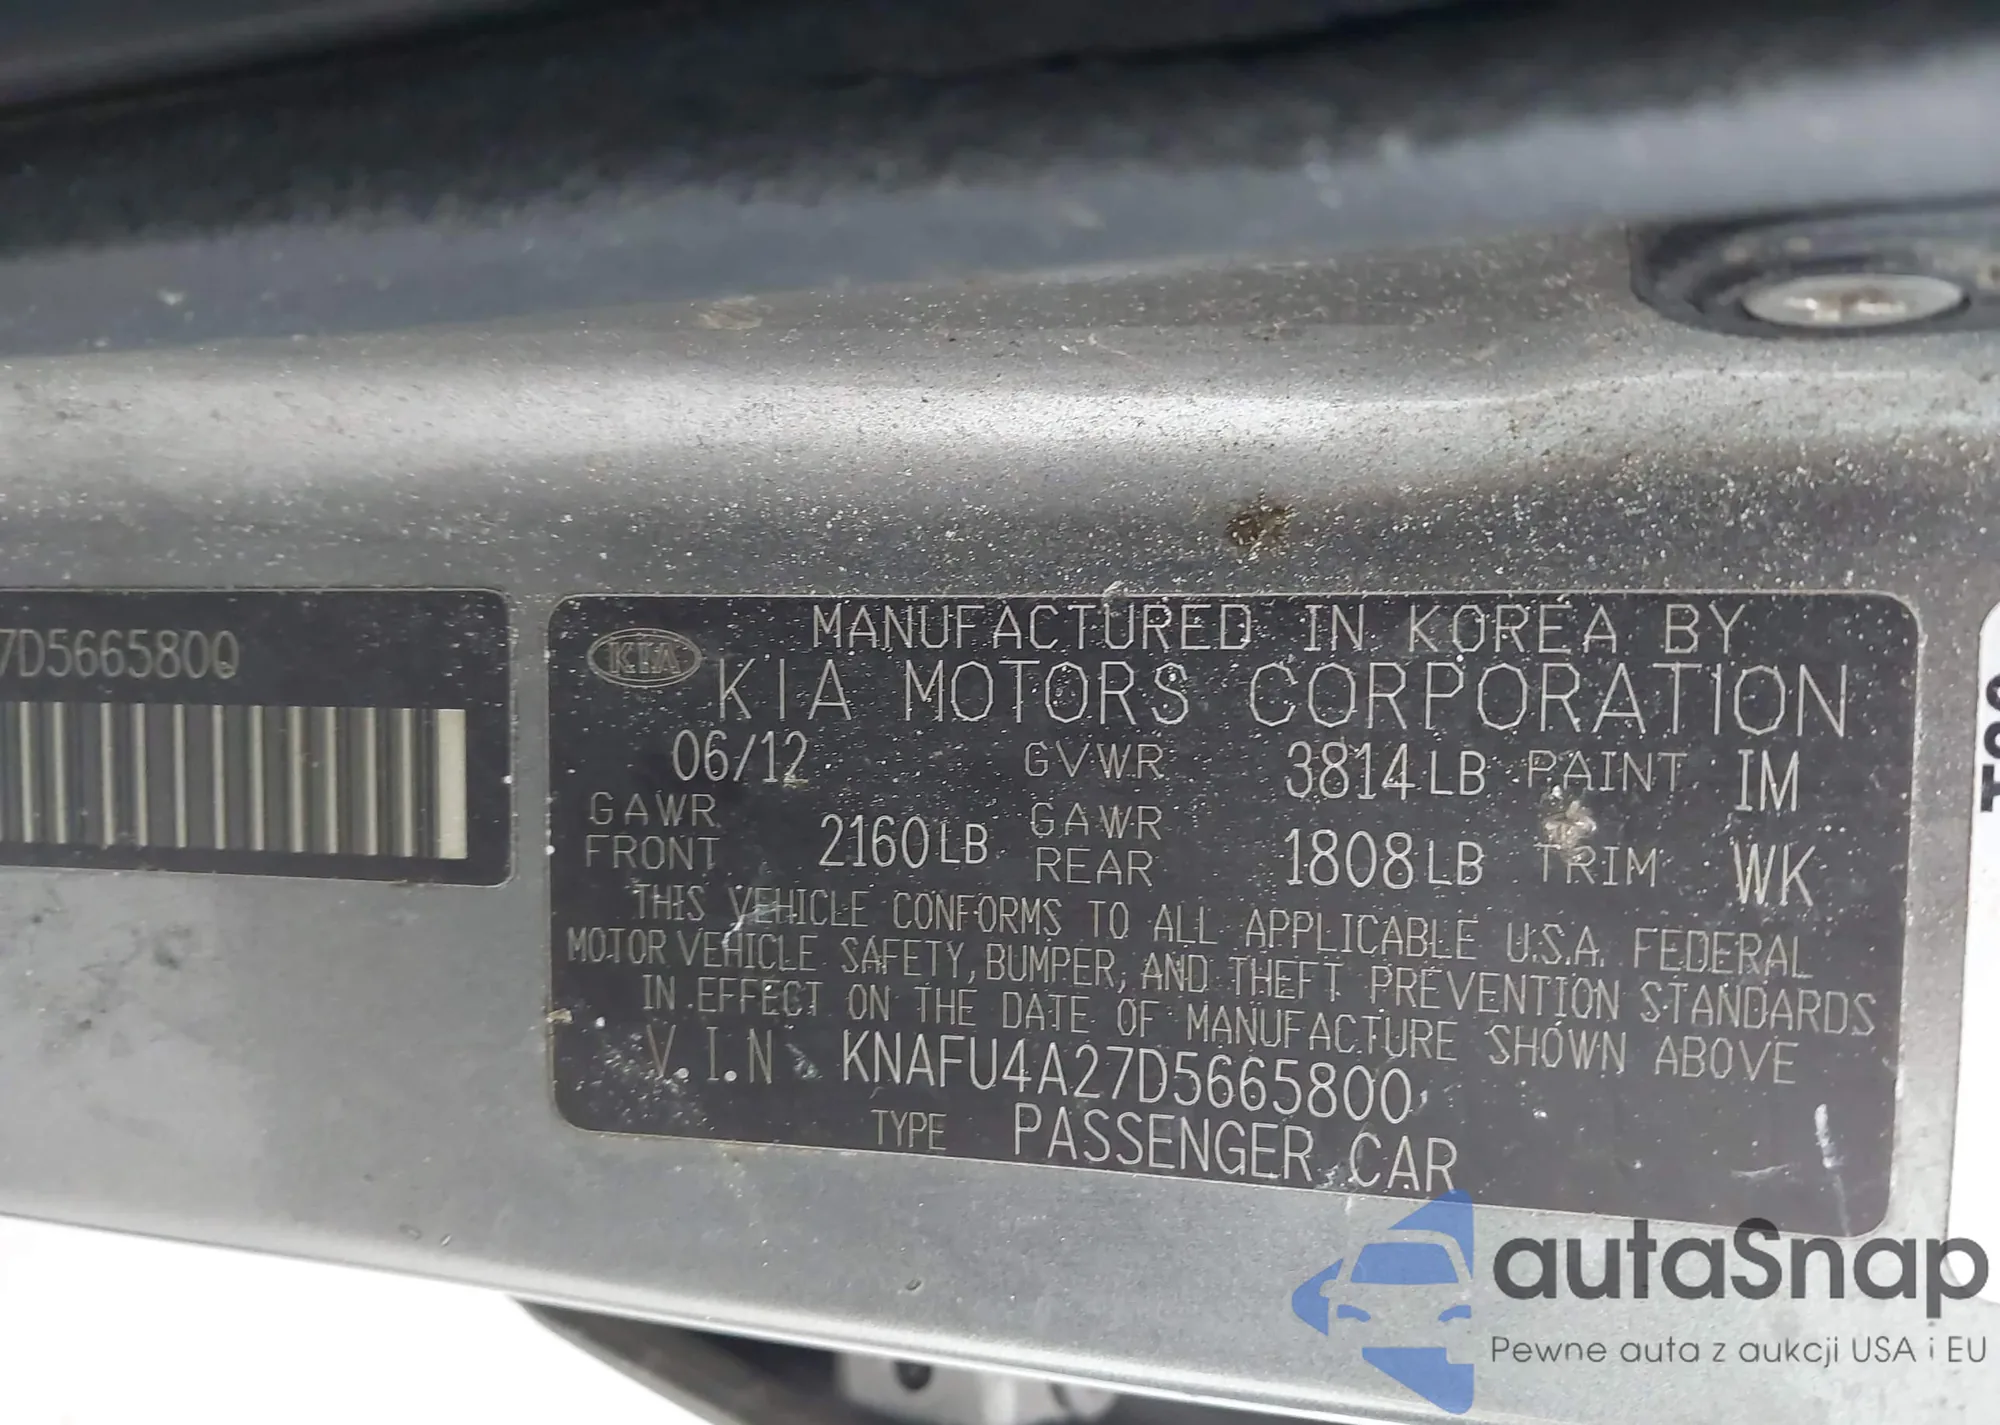 7D5665800
KIA
MANUFACTURED IN KOREA BY
KIA MOTORS CORPORATION
06/12 GVWR 3814LB PAINT IM
GAWR FRONT 2160LB GAWR REAR 1808LB TRIM WK
THIS VEHICLE CONFORMS TO ALL APPLICABLE U.S.A. FEDERAL
MOTOR VEHICLE SAFETY, BUMPER, AND THEFT PREVENTION STANDARDS
IN EFFECT ON THE DATE OF MANUFACTURE SHOWN ABOVE
V.I.N KNAFU4A27D5665800
TYPE PASSENGER CAR
autaSnap
Pewne auta z aukcji USA i EU